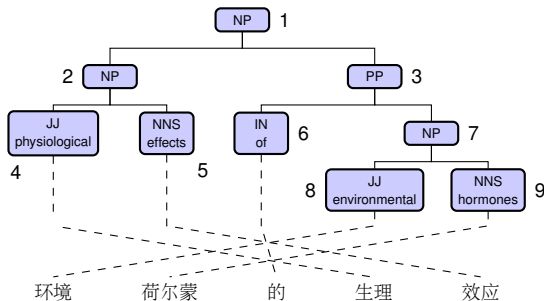 NP 1
2 NP PP 3
JJ NNS IN 6 NP 7
physiological effects of
4 5 8 JJ NNS 9
environmental hormones
环境 荷尔蒙 的 生理 效应